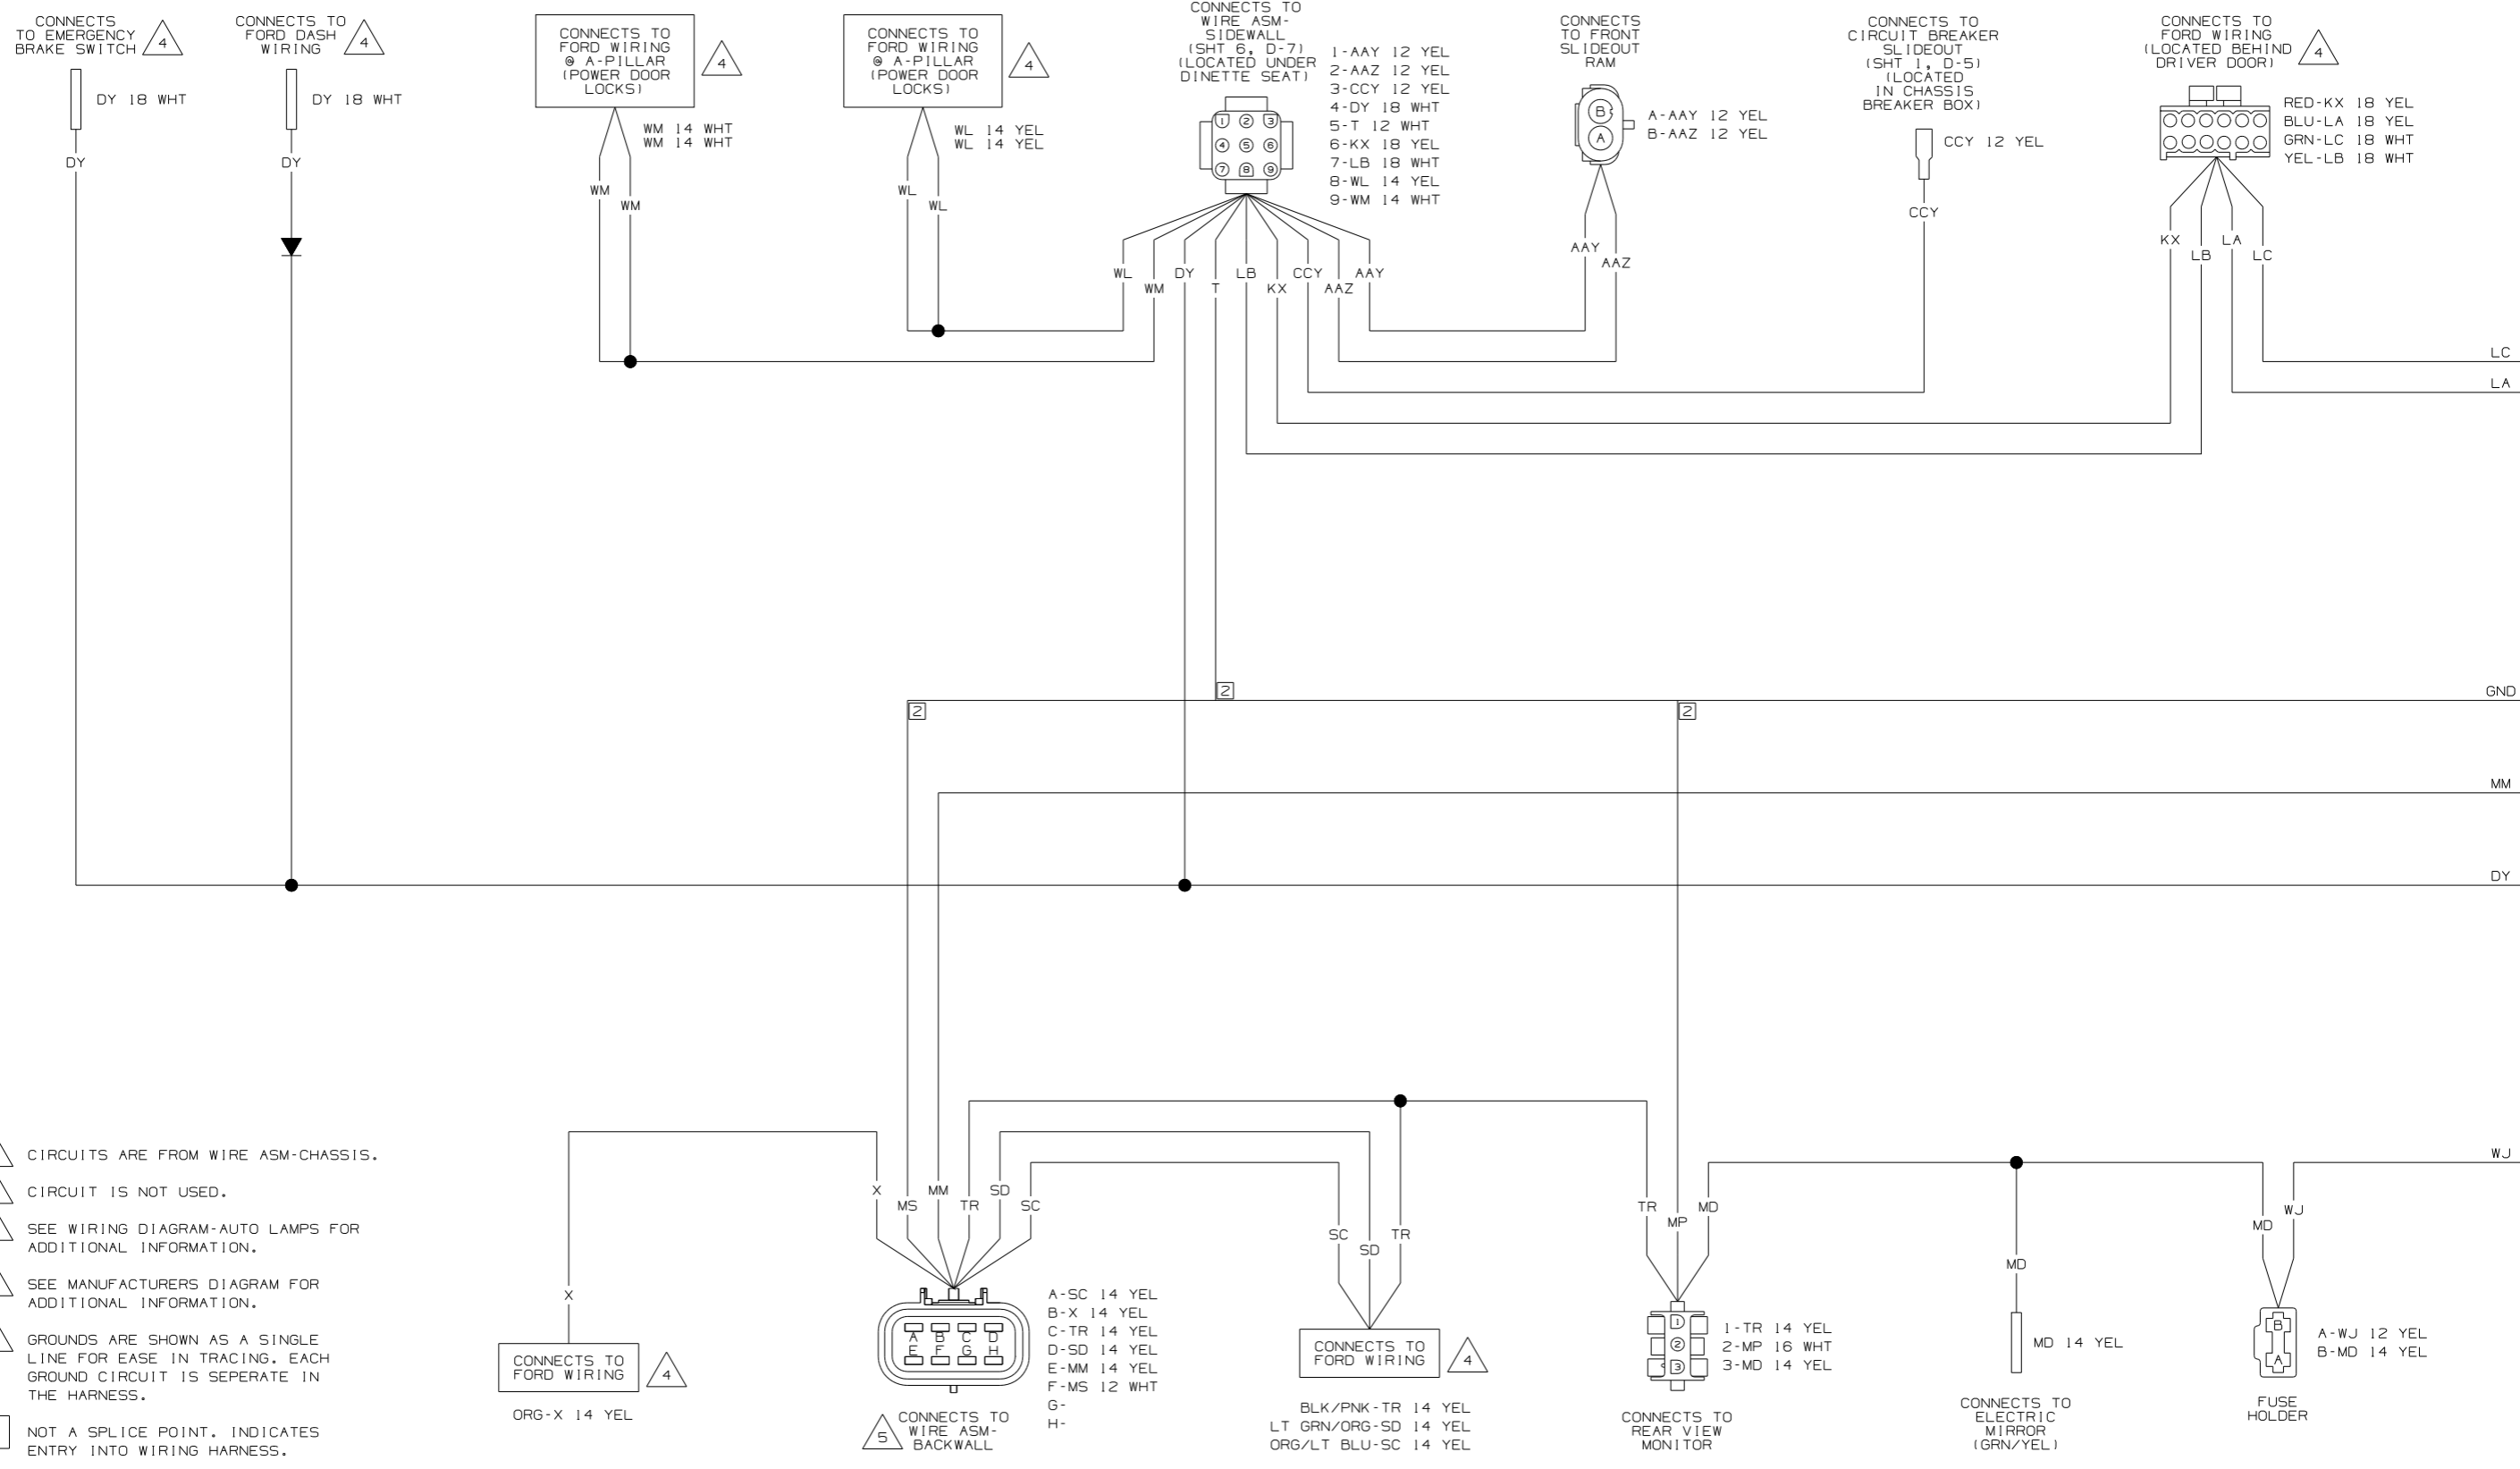 CONNECTS
TO EMERGENCY
BRAKE SWITCH
4
DY 18 WHT
DY
CONNECTS TO
FORD DASH
WIRING
4
DY 18 WHT
DY
CONNECTS TO
FORD WIRING
@ A-PILLAR
(POWER DOOR
LOCKS)
4
WM 14 WHT
WM 14 WHT
WM
WM
CONNECTS TO
FORD WIRING
@ A-PILLAR
(POWER DOOR
LOCKS)
4
WL 14 YEL
WL 14 YEL
WL
WL
CONNECTS TO
WIRE ASM-
SIDEWALL
(SHT 6, D-7)
(LOCATED UNDER
DINETTE SEAT)
1-AAY 12 YEL
2-AAZ 12 YEL
3-CCY 12 YEL
4-DY 18 WHT
5-T 12 WHT
6-KX 18 YEL
7-LB 18 WHT
8-WL 14 YEL
9-WM 14 WHT
1 2 3
4 5 6
7 8 9
WL
WM
DY
T
LB
KX
CCY
AAZ
AAY
CONNECTS
TO FRONT
SLIDEOUT
RAM
B
A
A-AAY 12 YEL
B-AAZ 12 YEL
AAY
AAZ
CONNECTS TO
CIRCUIT BREAKER
SLIDEOUT
(SHT 1, D-5)
(LOCATED
IN CHASSIS
BREAKER BOX)
CCY 12 YEL
CCY
CONNECTS TO
FORD WIRING
(LOCATED BEHIND
DRIVER DOOR)
4
RED-KX 18 YEL
BLU-LA 18 YEL
GRN-LC 18 WHT
YEL-LB 18 WHT
KX
LB
LA
LC
LC
LA
2
2
2
GND
MM
DY
CIRCUITS ARE FROM WIRE ASM-CHASSIS.
CIRCUIT IS NOT USED.
SEE WIRING DIAGRAM-AUTO LAMPS FOR
ADDITIONAL INFORMATION.
SEE MANUFACTURERS DIAGRAM FOR
ADDITIONAL INFORMATION.
GROUNDS ARE SHOWN AS A SINGLE
LINE FOR EASE IN TRACING. EACH
GROUND CIRCUIT IS SEPERATE IN
THE HARNESS.
NOT A SPLICE POINT. INDICATES
ENTRY INTO WIRING HARNESS.
X
CONNECTS TO
FORD WIRING
4
ORG-X 14 YEL
X
MS
MM
TR
SD
SC
A B C D
E F G H
A-SC 14 YEL
B-X 14 YEL
C-TR 14 YEL
D-SD 14 YEL
E-MM 14 YEL
F-MS 12 WHT
G-
H-
5
CONNECTS TO
WIRE ASM-
BACKWALL
SC
SD
TR
CONNECTS TO
FORD WIRING
4
BLK/PNK-TR 14 YEL
LT GRN/ORG-SD 14 YEL
ORG/LT BLU-SC 14 YEL
TR
MP
MD
1
2
3
1-TR 14 YEL
2-MP 16 WHT
3-MD 14 YEL
CONNECTS TO
REAR VIEW
MONITOR
MD
MD 14 YEL
CONNECTS TO
ELECTRIC
MIRROR
(GRN/YEL)
WJ
MD
WJ
B
A
A-WJ 12 YEL
B-MD 14 YEL
FUSE
HOLDER